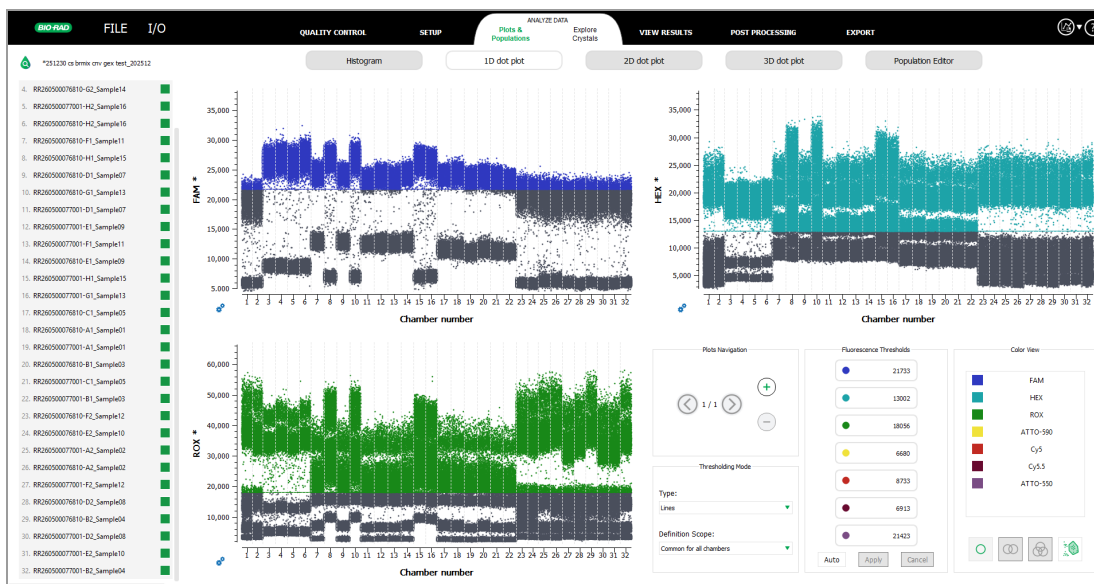 BIO-RAD FILE I/O
QUALITY CONTROL SETUP ANALYZE DATA Plots & Populations Explore Crystals VIEW RESULTS POST PROCESSING EXPORT
*251230 cs brmix cnv gex test_202512
Histogram 1D dot plot 2D dot plot 3D dot plot Population Editor
4. RR260500076810-G2_Sample14
5. RR260500077001-H2_Sample16
6. RR260500076810-H2_Sample16
7. RR260500076810-F1_Sample11
8. RR260500076810-H1_Sample15
9. RR260500076810-D1_Sample07
10. RR260500076810-G1_Sample13
11. RR260500077001-D1_Sample07
12. RR260500077001-E1_Sample09
13. RR260500077001-F1_Sample11
14. RR260500076810-E1_Sample09
15. RR260500077001-H1_Sample15
16. RR260500077001-G1_Sample13
17. RR260500076810-C1_Sample05
18. RR260500076810-A1_Sample01
19. RR260500077001-A1_Sample01
20. RR260500076810-B1_Sample03
21. RR260500077001-C1_Sample05
22. RR260500077001-B1_Sample03
23. RR260500076810-F2_Sample12
24. RR260500076810-E2_Sample10
25. RR260500077001-A2_Sample02
26. RR260500076810-A2_Sample02
27. RR260500077001-F2_Sample12
28. RR260500076810-D2_Sample08
29. RR260500076810-B2_Sample04
30. RR260500077001-D2_Sample08
31. RR260500077001-E2_Sample10
32. RR260500077001-B2_Sample04
FAM *
35,000
30,000
25,000
20,000
15,000
10,000
5,000
1 2 3 4 5 6 7 8 9 10 11 12 13 14 15 16 17 18 19 20 21 22 23 24 25 26 27 28 29 30 31 32
Chamber number
HEX *
35,000
30,000
25,000
20,000
15,000
10,000
5,000
1 2 3 4 5 6 7 8 9 10 11 12 13 14 15 16 17 18 19 20 21 22 23 24 25 26 27 28 29 30 31 32
Chamber number
ROX *
60,000
50,000
40,000
30,000
20,000
10,000
1 2 3 4 5 6 7 8 9 10 11 12 13 14 15 16 17 18 19 20 21 22 23 24 25 26 27 28 29 30 31 32
Chamber number
Plots Navigation
1 / 1
Thresholding Mode
Type:
Lines
Definition Scope:
Common for all chambers
Fluorescence Thresholds
21733
13002
18056
6680
8733
6913
21423
Auto Apply Cancel
Color View
FAM
HEX
ROX
ATTO-590
Cy5
Cy5.5
ATTO-550